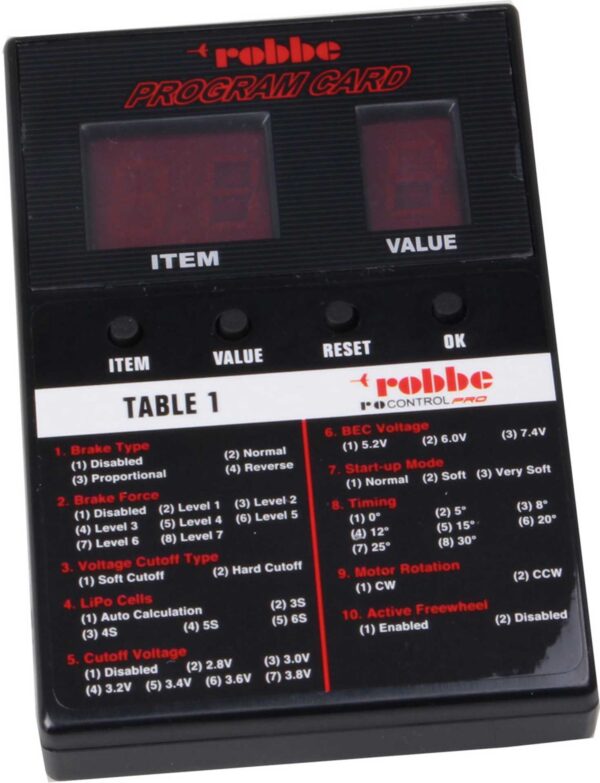 robbe
PROGRAM CARD
ITEM
VALUE
ITEM
VALUE
RESET
OK
TABLE 1
robbe
roCONTROL PRO
1. Brake Type
(1) Disabled (2) Normal
(3) Proportional (4) Reverse
2. Brake Force
(1) Disabled (2) Level 1 (3) Level 2
(4) Level 3 (5) Level 4 (6) Level 5
(7) Level 6 (8) Level 7
3. Voltage Cutoff Type
(1) Soft Cutoff (2) Hard Cutoff
4. LiPo Cells
(1) Auto Calculation (2) 3S
(3) 4S (4) 5S (5) 6S
5. Cutoff Voltage
(1) Disabled (2) 2.8V (3) 3.0V
(4) 3.2V (5) 3.4V (6) 3.6V (7) 3.8V
6. BEC Voltage
(1) 5.2V (2) 6.0V (3) 7.4V
7. Start-up Mode
(1) Normal (2) Soft (3) Very Soft
8. Timing
(1) 0° (2) 5° (3) 8°
(4) 12° (5) 15° (6) 20°
(7) 25° (8) 30°
9. Motor Rotation
(1) CW (2) CCW
10. Active Freewheel
(1) Enabled (2) Disabled